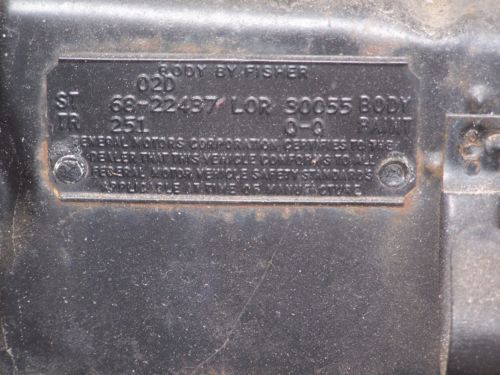 BODY BY FISHER
02D
ST 68-22437 LOR 30055 BODY
TR 251 Q-Q PAINT
ENERAL MOTORS CORPORATION CERTIFIES TO THE
DEALER THAT THIS VEHICLE CONFORMS TO ALL
FEDERAL MOTOR VEHICLE SAFETY STANDARDS
APPLICABLE AT TIME OF MANUFACTURE